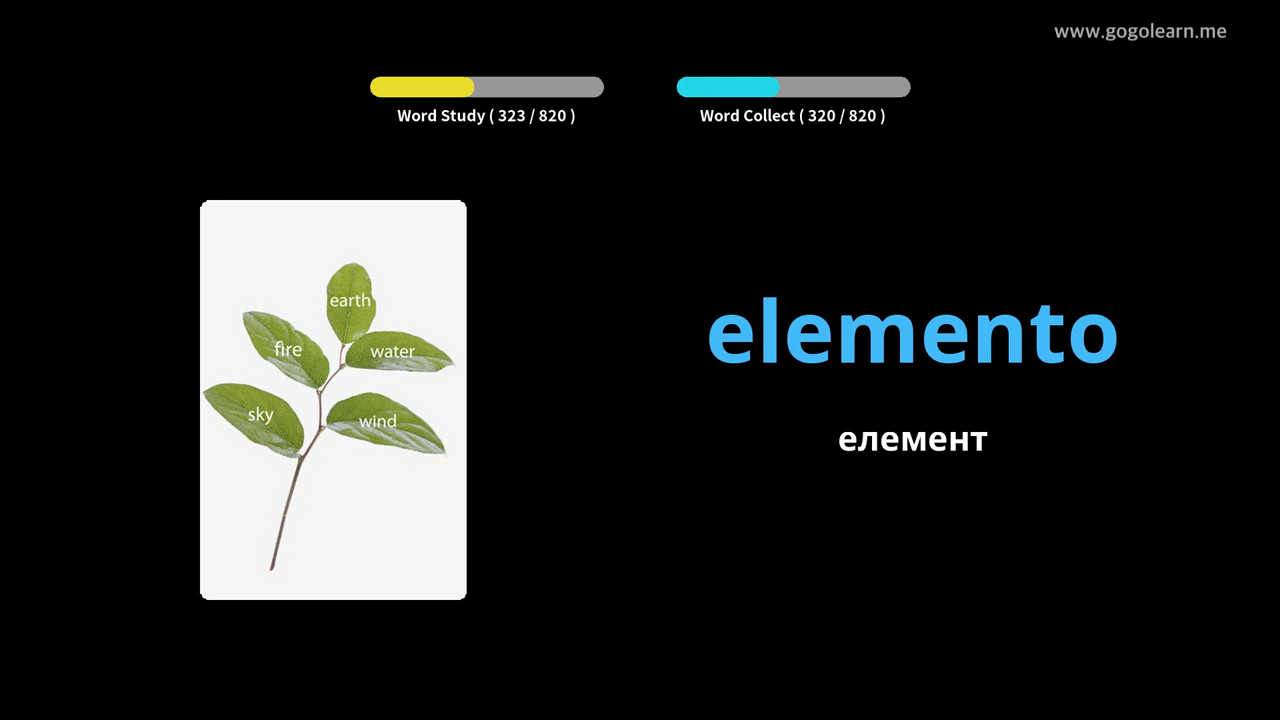 www.gogolearn.me
Word Study ( 323 / 820 )
Word Collect ( 320 / 820 )
earth
fire
water
sky
wind
elemento
елемент